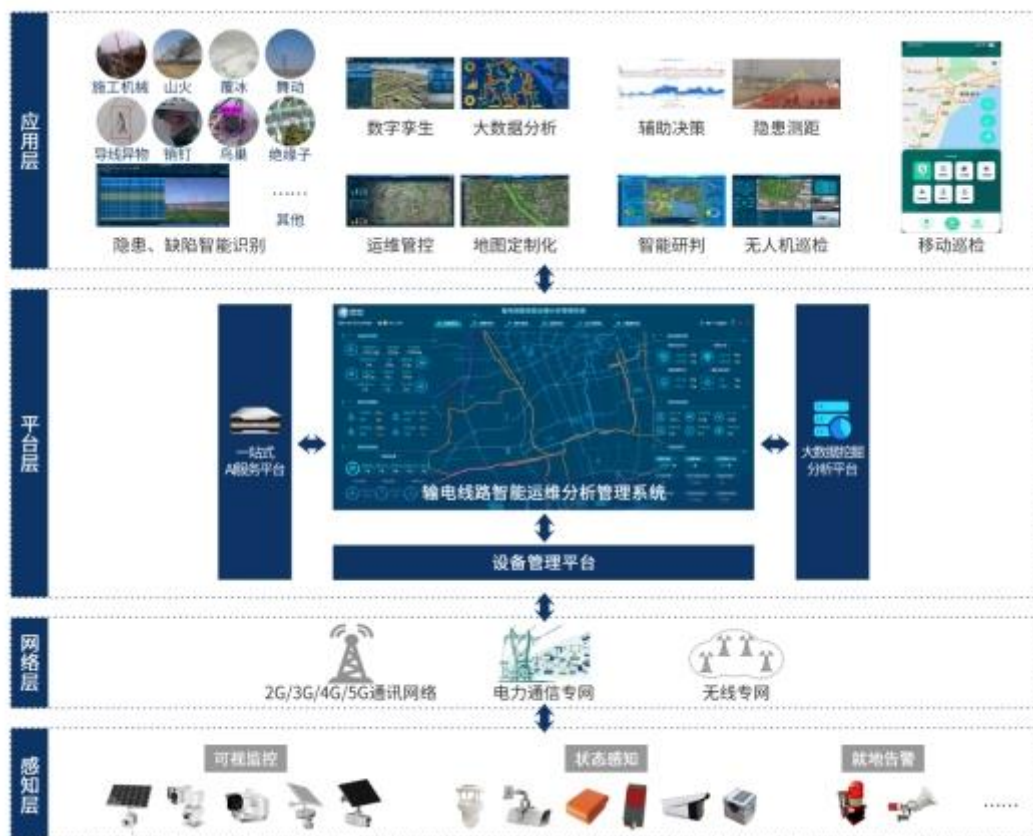 应用层
施工机械
山火
覆冰
舞动
导线异物
销钉
鸟巢
绝缘子
......
其他
隐患、缺陷智能识别
数字孪生
大数据分析
辅助决策
隐患测距
运维管控
地图定制化
智能研判
无人机巡检
移动巡检
平台层
一站式
AI服务平台
输电线路智能运维分析管理系统
大数据挖掘
分析平台
设备管理平台
网络层
2G/3G/4G/5G通讯网络
电力通信专网
无线专网
感知层
可视监控
状态感知
就地告警
......